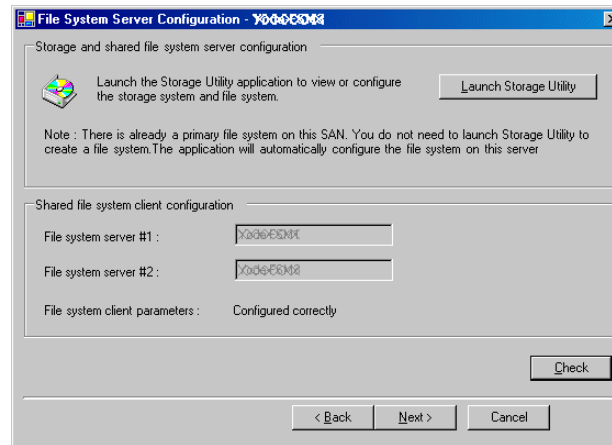 File System Server Configuration -
Storage and shared file system server configuration
Launch the Storage Utility application to view or configure
the storage system and file system.
Launch Storage Utility
Note : There is already a primary file system on this SAN. You do not need to launch Storage Utility to
create a file system.The application will automatically configure the file system on this server
Shared file system client configuration
File system server #1 :
File system server #2 :
File system client parameters : Configured correctly
Check
< Back
Next >
Cancel